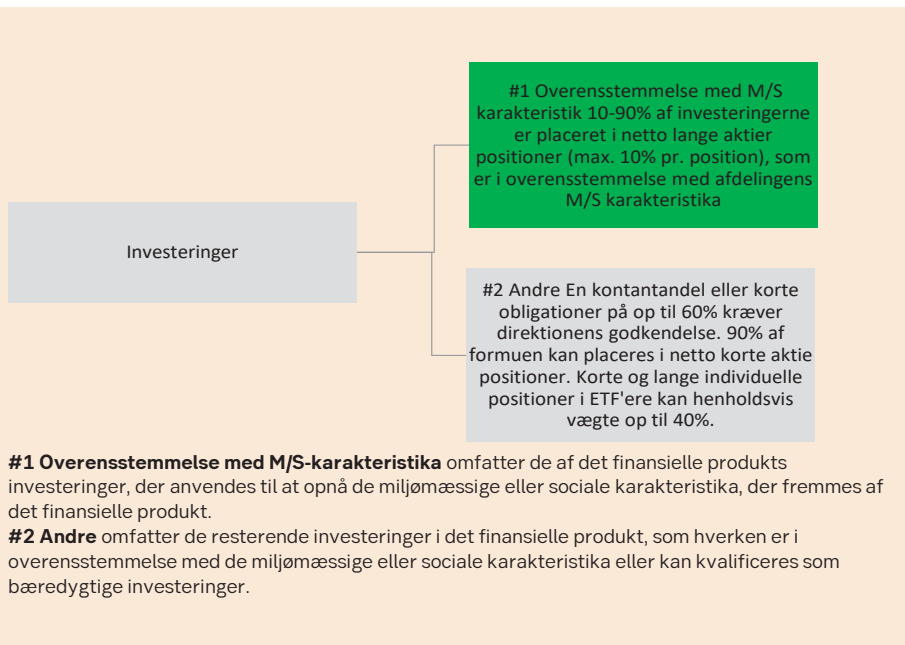 #1 Overensstemmelse med M/S
karakteristik 10-90% af investeringerne
er placeret i netto lange aktier
positioner (max. 10% pr. position), som
er i overensstemmelse med afdelingens
M/S karakteristika
Investeringer
#2 Andre En kontantandel eller korte
obligationer på op til 60% kræver
direktionens godkendelse. 90% af
formuen kan placeres i netto korte aktie
positioner. Korte og lange individuelle
positioner i ETF'ere kan henholdsvis
vægte op til 40%.
#1 Overensstemmelse med M/S-karakteristika omfatter de af det finansielle produkts
investeringer, der anvendes til at opnå de miljømæssige eller sociale karakteristika, der fremmes af
det finansielle produkt.
#2 Andre omfatter de resterende investeringer i det finansielle produkt, som hverken er i
overensstemmelse med de miljømæssige eller sociale karakteristika eller kan kvalificeres som
bæredygtige investeringer.